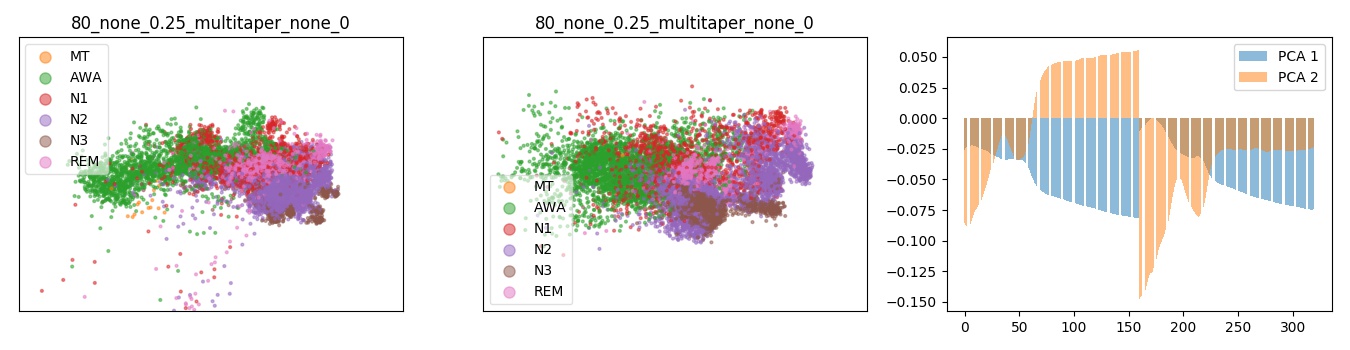 80_none_0.25_multitaper_none_0
MT
AWA
N1
N2
N3
REM
80_none_0.25_multitaper_none_0
MT
AWA
N1
N2
N3
REM
PCA 1
PCA 2
0.050
0.025
0.000
−0.025
−0.050
−0.075
−0.100
−0.125
−0.150
0 50 100 150 200 250 300